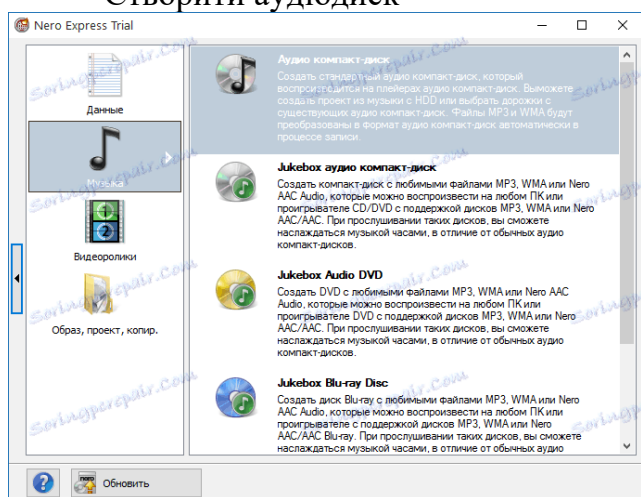 Створити аудіодиск
Nero Express Trial
Данные
Музыка
Видеоролики
Образ, проект, копир.
Аудио компакт-диск
Создать стандартный аудио компакт-диск, который
воспроизводится на плейерах аудио компакт-диск. Выможете
создать проект из музыки с HDD или выбрать дорожки с
существующих аудио компакт-диск. Файлы MP3 и WMA будут
преобразованы в формат аудио компакт-диск автоматически в
процессе записи.
Jukebox аудио компакт-диск
Создать компакт-диск с любимыми файлами MP3, WMA или Nero
AAC Audio, которые можно воспроизвести на любом ПК или
проигрывателе CD/DVD с поддержкой дисков MP3, WMA или Nero
AAC/AAC. При прослушивании таких дисков, вы сможете
наслаждаться музыкой часами, в отличие от обычных аудио
компакт-дисков.
Jukebox Audio DVD
Создать DVD с любимыми файлами MP3, WMA или Nero AAC
Audio, которые можно воспроизвести на любом ПК или
проигрывателе DVD с поддержкой дисков MP3, WMA или Nero
AAC/AAC. При прослушивании таких дисков, вы сможете
наслаждаться музыкой часами, в отличие от обычных аудио
компакт-дисков.
Jukebox Blu-ray Disc
Создать диск Blu-ray с любимыми файлами MP3, WMA или Nero
AAC Audio, которые можно воспроизвести на любом ПК или
проигрывателе с поддержкой дисков MP3, WMA или Nero
AAC/AAC Blu-ray. При прослушивании таких дисков, вы сможете
наслаждаться музыкой часами, в отличие от обычных аудио
Обновить